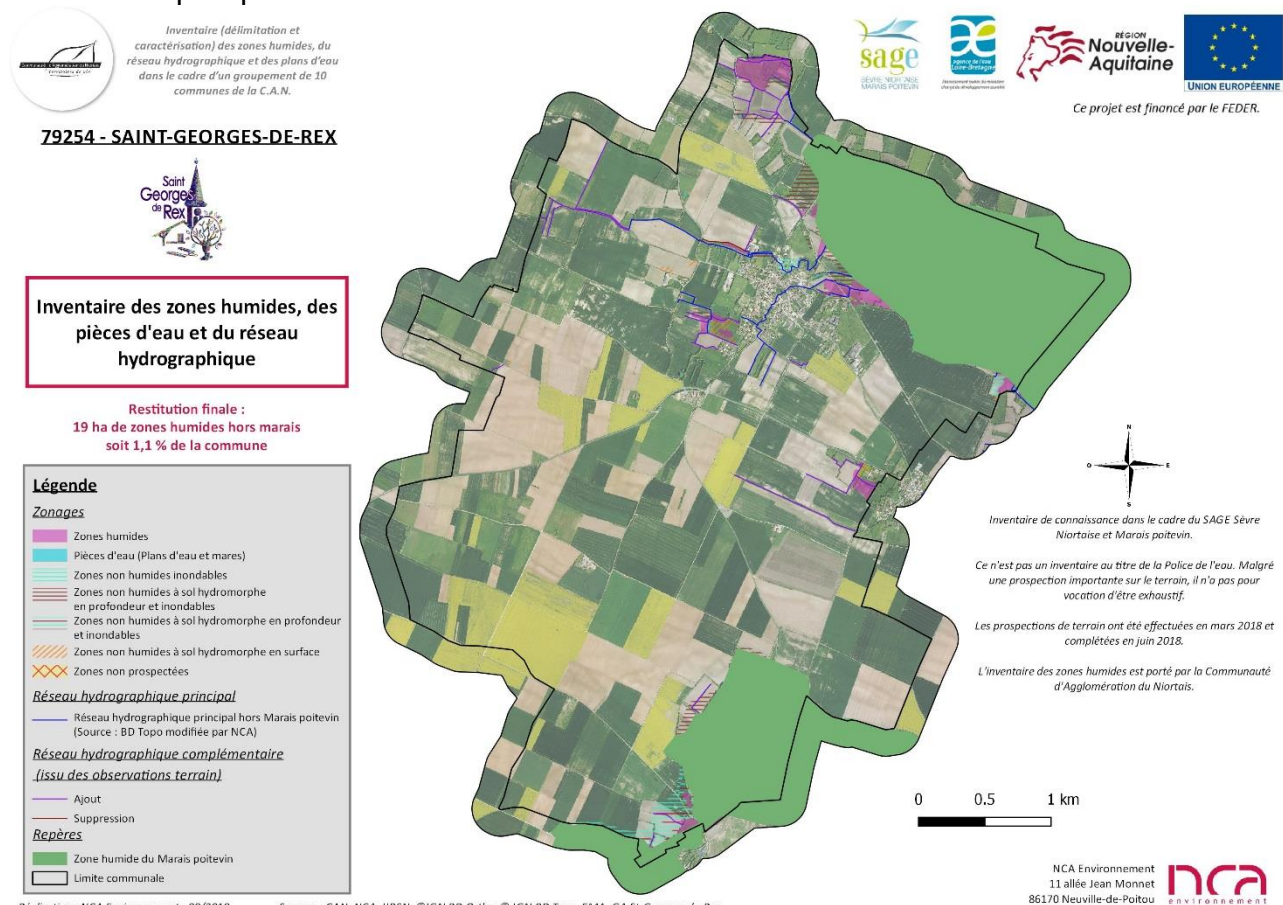 Inventaire (délimitation et
caractérisation) des zones humides, du
réseau hydrographique et des plans d'eau
dans le cadre d'un groupement de 10
communes de la C.A.N.
79254 - SAINT-GEORGES-DE-REX
Saint
Georges
de Rex
Inventaire des zones humides, des
pièces d'eau et du réseau
hydrographique
Restitution finale :
19 ha de zones humides hors marais
soit 1,1 % de la commune
Légende
Zonages
Zones humides
Pièces d'eau (Plans d'eau et mares)
Zones non humides inondables
Zones non humides à sol hydromorphe
en profondeur et inondables
Zones non humides à sol hydromorphe en profondeur
et inondables
Zones non humides à sol hydromorphe en surface
Zones non prospectées
Réseau hydrographique principal
Réseau hydrographique principal hors Marais poitevin
(Source : BD Topo modifiée par NCA)
Réseau hydrographique complémentaire
(issu des observations terrain)
Ajout
Suppression
Repères
Zone humide du Marais poitevin
Limite communale
sage
SÈVRE NIORTAISE
MARAIS POITEVIN
agence de l'eau
Loire-Bretagne
RÉGION
Nouvelle-
Aquitaine
UNION EUROPÉENNE
Ce projet est financé par le FEDER.
N
O
E
S
Inventaire de connaissance dans le cadre du SAGE Sèvre
Niortaise et Marais poitevin.
Ce n'est pas un inventaire au titre de la Police de l'eau. Malgré
une prospection importante sur le terrain, il n'a pas pour
vocation d'être exhaustif.
Les prospections de terrain ont été effectuées en mars 2018 et
complétées en juin 2018.
L'inventaire des zones humides est porté par la Communauté
d'Agglomération du Niortais.
0 0.5 1 km
NCA Environnement
11 allée Jean Monnet
86170 Neuville-de-Poitou
nca
environnement